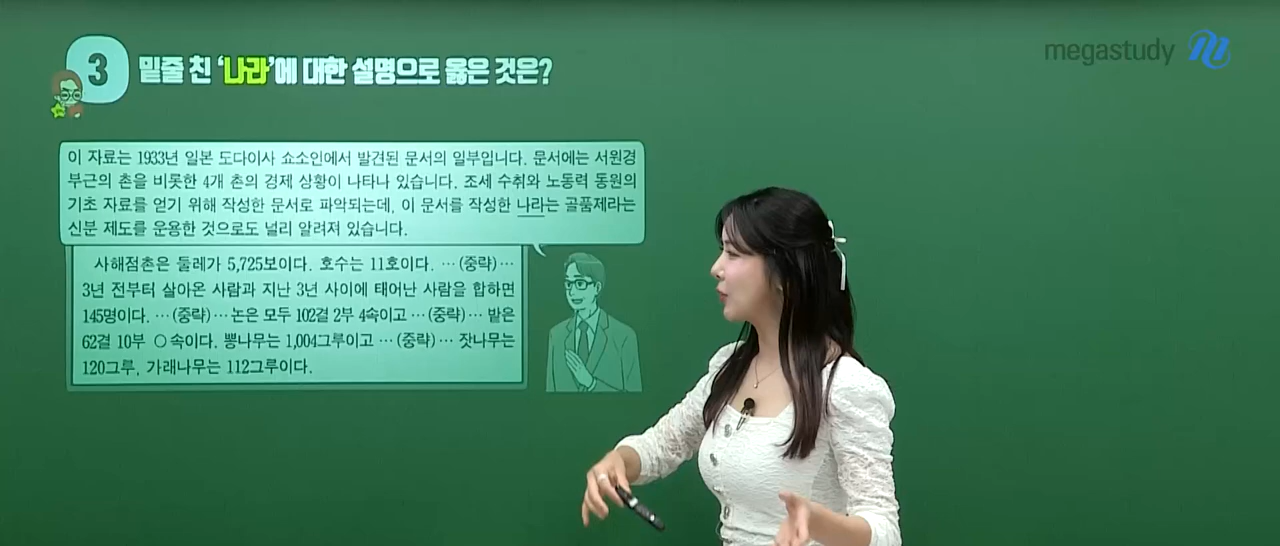 3 밑줄 친 '나라'에 대한 설명으로 옳은 것은?
megastudy
이 자료는 1933년 일본 도다이사 쇼소인에서 발견된 문서의 일부입니다. 문서에는 서원경
부근의 촌을 비롯한 4개 촌의 경제 상황이 나타나 있습니다. 조세 수취와 노동력 동원의
기초 자료를 얻기 위해 작성한 문서로 파악되는데, 이 문서를 작성한 나라는 골품제라는
신분 제도를 운용한 것으로도 널리 알려져 있습니다.
사해점촌은 둘레가 5,725보이다. 호수는 11호이다. …(중략)…
3년 전부터 살아온 사람과 지난 3년 사이에 태어난 사람을 합하면
145명이다. …(중략)…논은 모두 102결 2부 4속이고 …(중략)… 밭은
62결 10부 ○속이다. 뽕나무는 1,004그루이고 …(중략)… 잣나무는
120그루, 가래나무는 112그루이다.